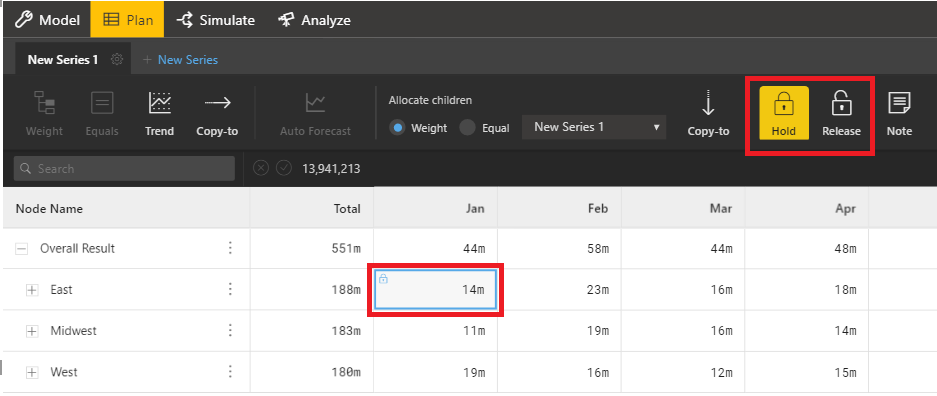 Model Plan Simulate Analyze
New Series 1 + New Series
Allocate children
Weight Equal New Series 1
Weight Equals Trend Copy-to Auto Forecast Copy-to Hold Release Note
Search 13,941,213
Node Name Total Jan Feb Mar Apr
Overall Result 551m 44m 58m 44m 48m
East 188m 14m 23m 16m 18m
Midwest 183m 11m 19m 16m 14m
West 180m 19m 16m 12m 15m